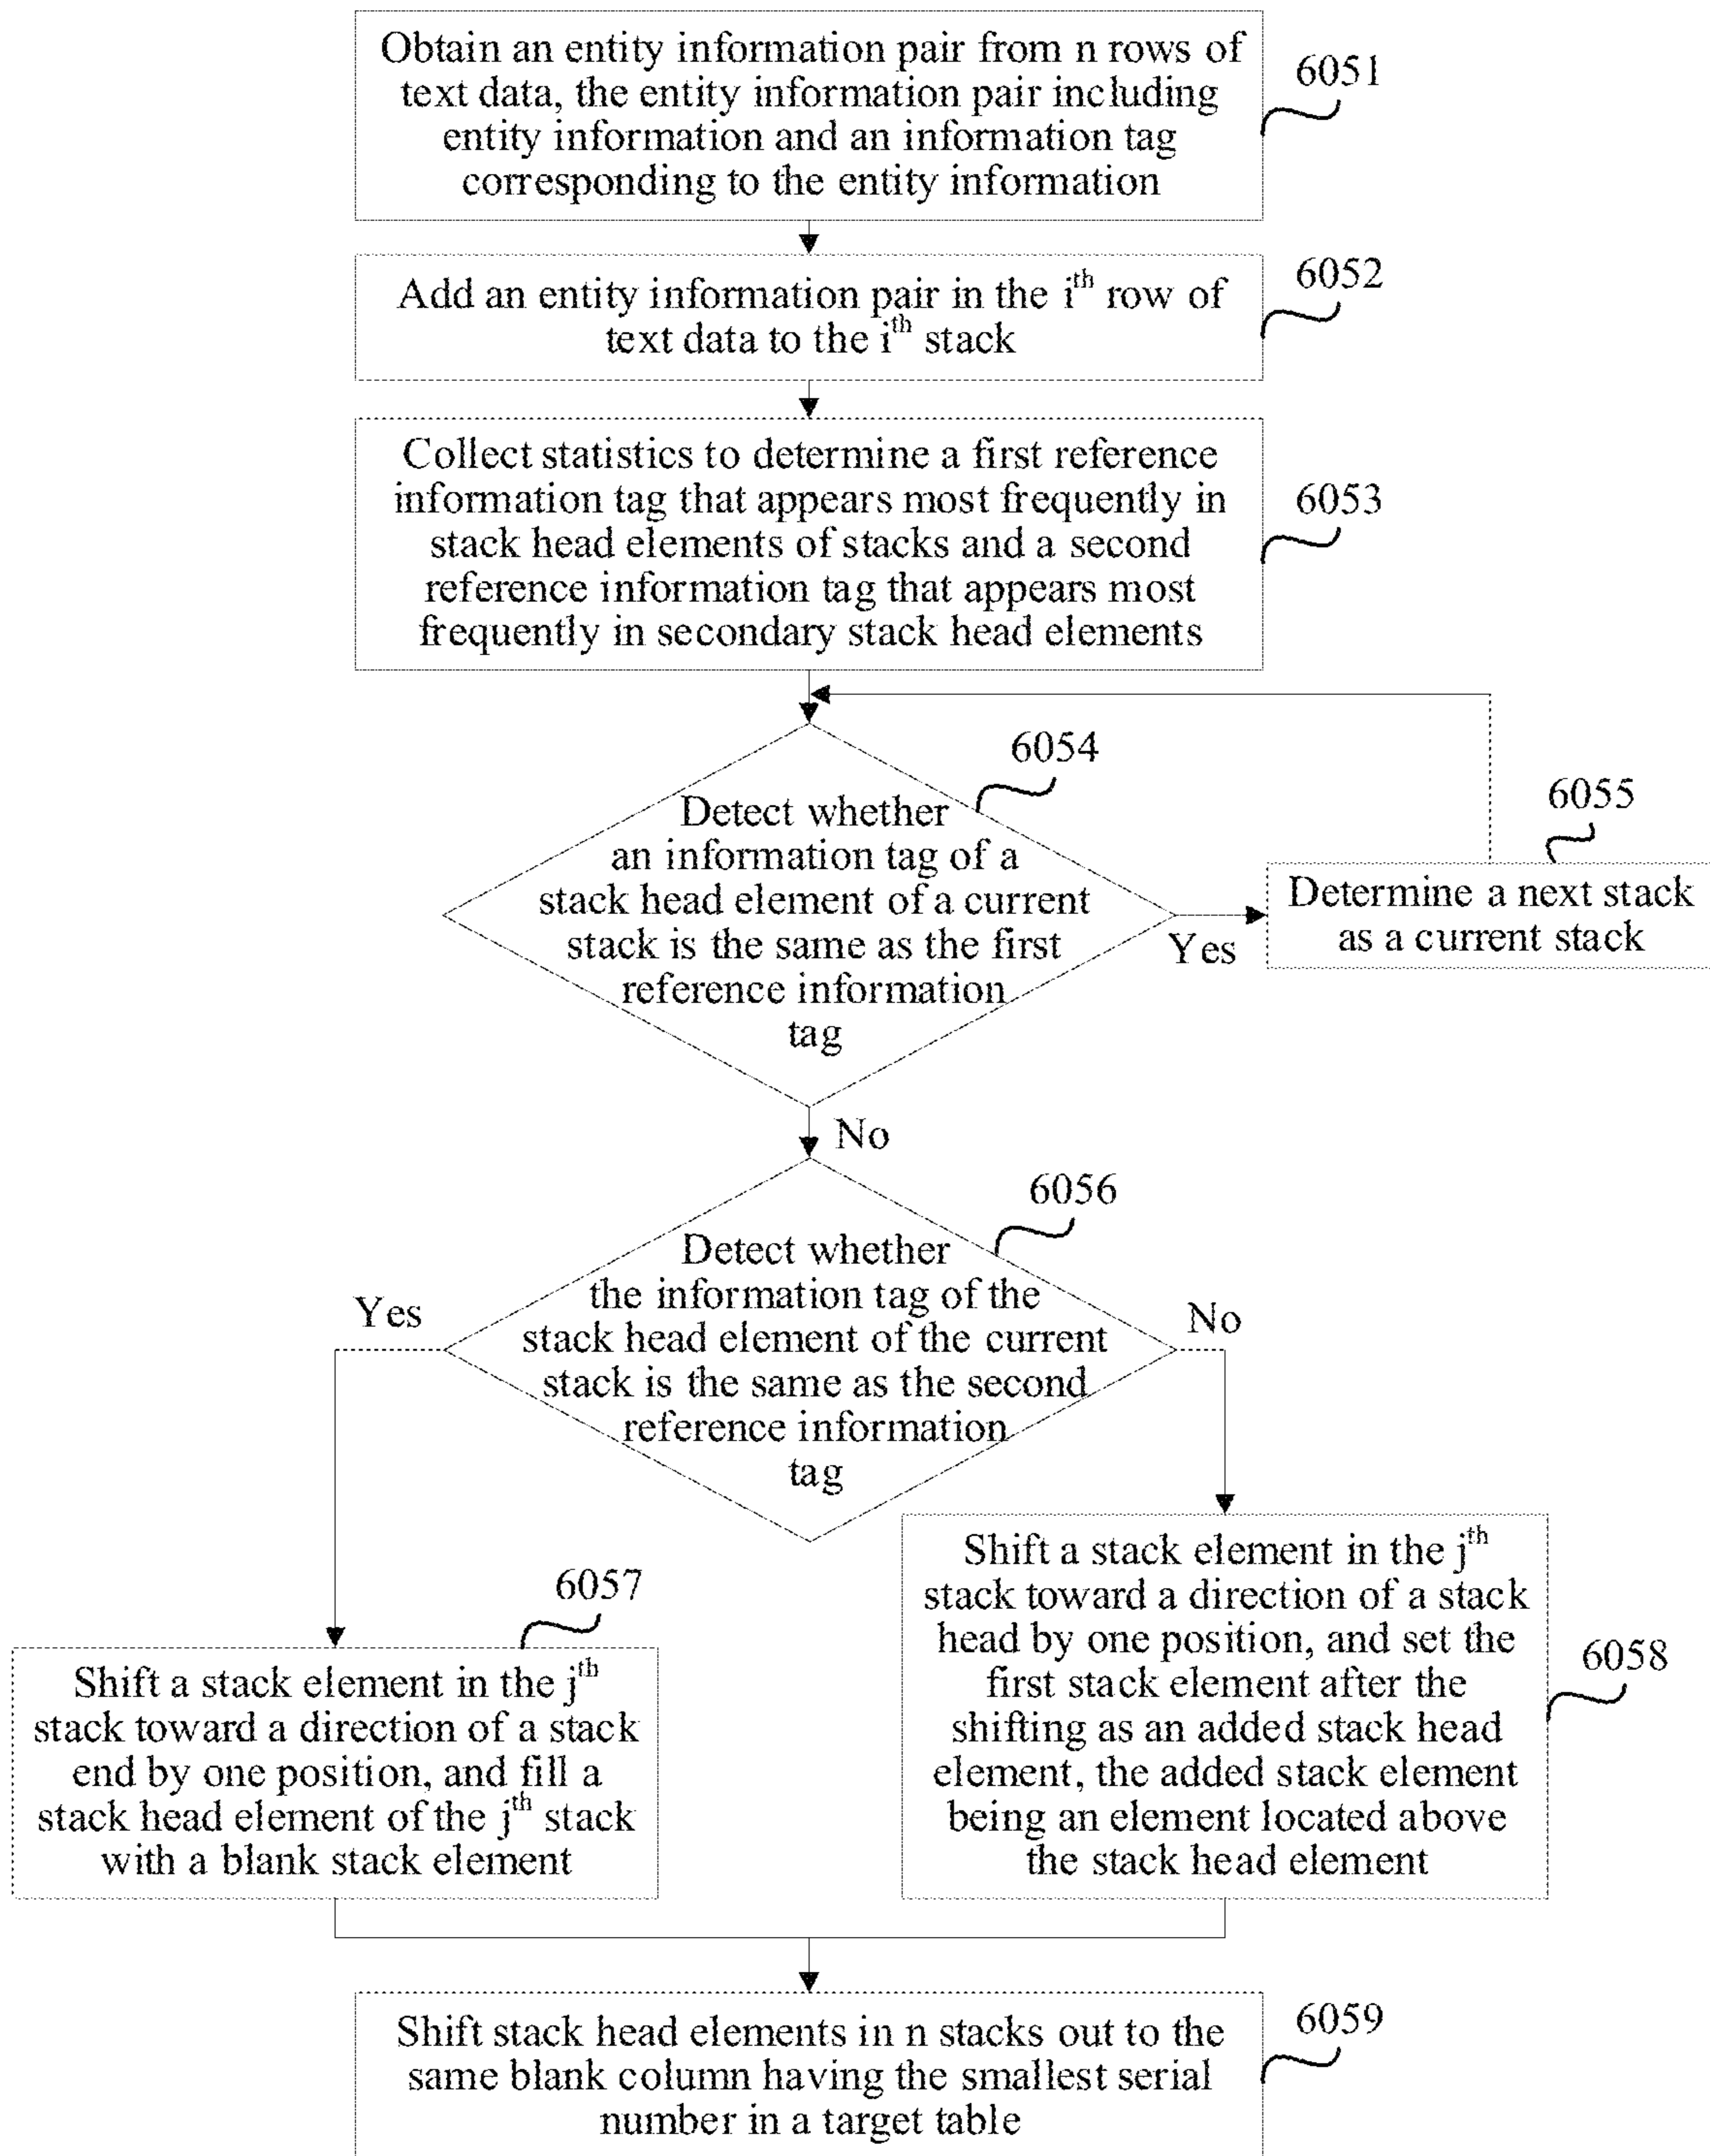 Obtain an entity information pair from n rows of
text data, the entity information pair including
entity information and an information tag
corresponding to the entity information
6051
Add an entity information pair in the ith row of
text data to the ith stack
6052
Collect statistics to determine a first reference
information tag that appears most frequently in
stack head elements of stacks and a second
reference information tag that appears most
frequently in secondary stack head elements
6053
6054
Detect whether
an information tag of a
stack head element of a current
stack is the same as the first
reference information
tag
Yes
6055
Determine a next stack
as a current stack
No
6056
Detect whether
the information tag of the
stack head element of the current
stack is the same as the second
reference information
tag
Yes
No
6057
Shift a stack element in the jth
stack toward a direction of a stack
end by one position, and fill a
stack head element of the jth stack
with a blank stack element
Shift a stack element in the jth
stack toward a direction of a stack
head by one position, and set the
first stack element after the
shifting as an added stack head
element, the added stack element
being an element located above
the stack head element
6058
Shift stack head elements in n stacks out to the
same blank column having the smallest serial
number in a target table
6059